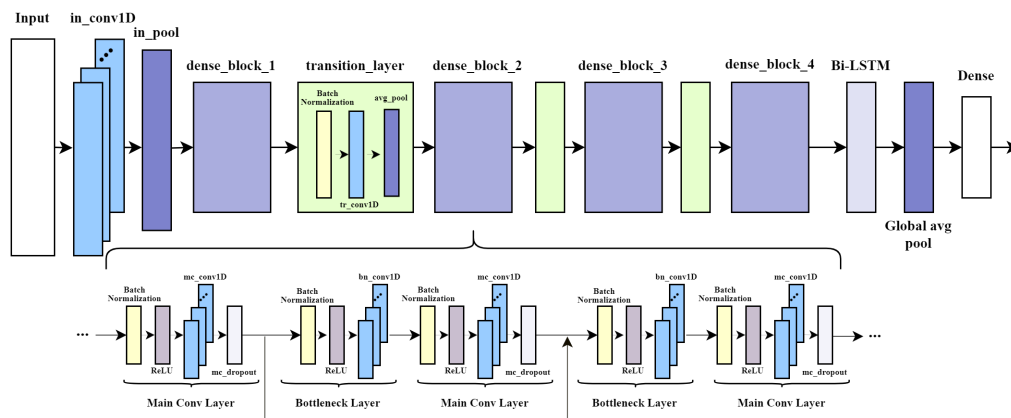 Input
in_conv1D
in_pool
dense_block_1
transition_layer
dense_block_2
dense_block_3
dense_block_4
Bi-LSTM
Dense
Batch
Normalization
avg_pool
tr_conv1D
Global avg
pool
...
Batch
Normalization
ReLU
mc_conv1D
mc_dropout
Main Conv Layer
Batch
Normalization
ReLU
bn_conv1D
Bottleneck Layer
Batch
Normalization
ReLU
mc_conv1D
mc_dropout
Main Conv Layer
Batch
Normalization
ReLU
bn_conv1D
Bottleneck Layer
Batch
Normalization
ReLU
mc_conv1D
mc_dropout
Main Conv Layer
...